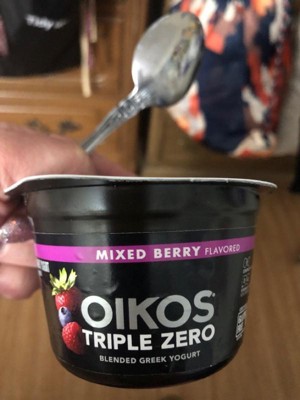 MIXED BERRY FLAVORED
OIKOS®
TRIPLE ZERO
BLENDED GREEK YOGURT